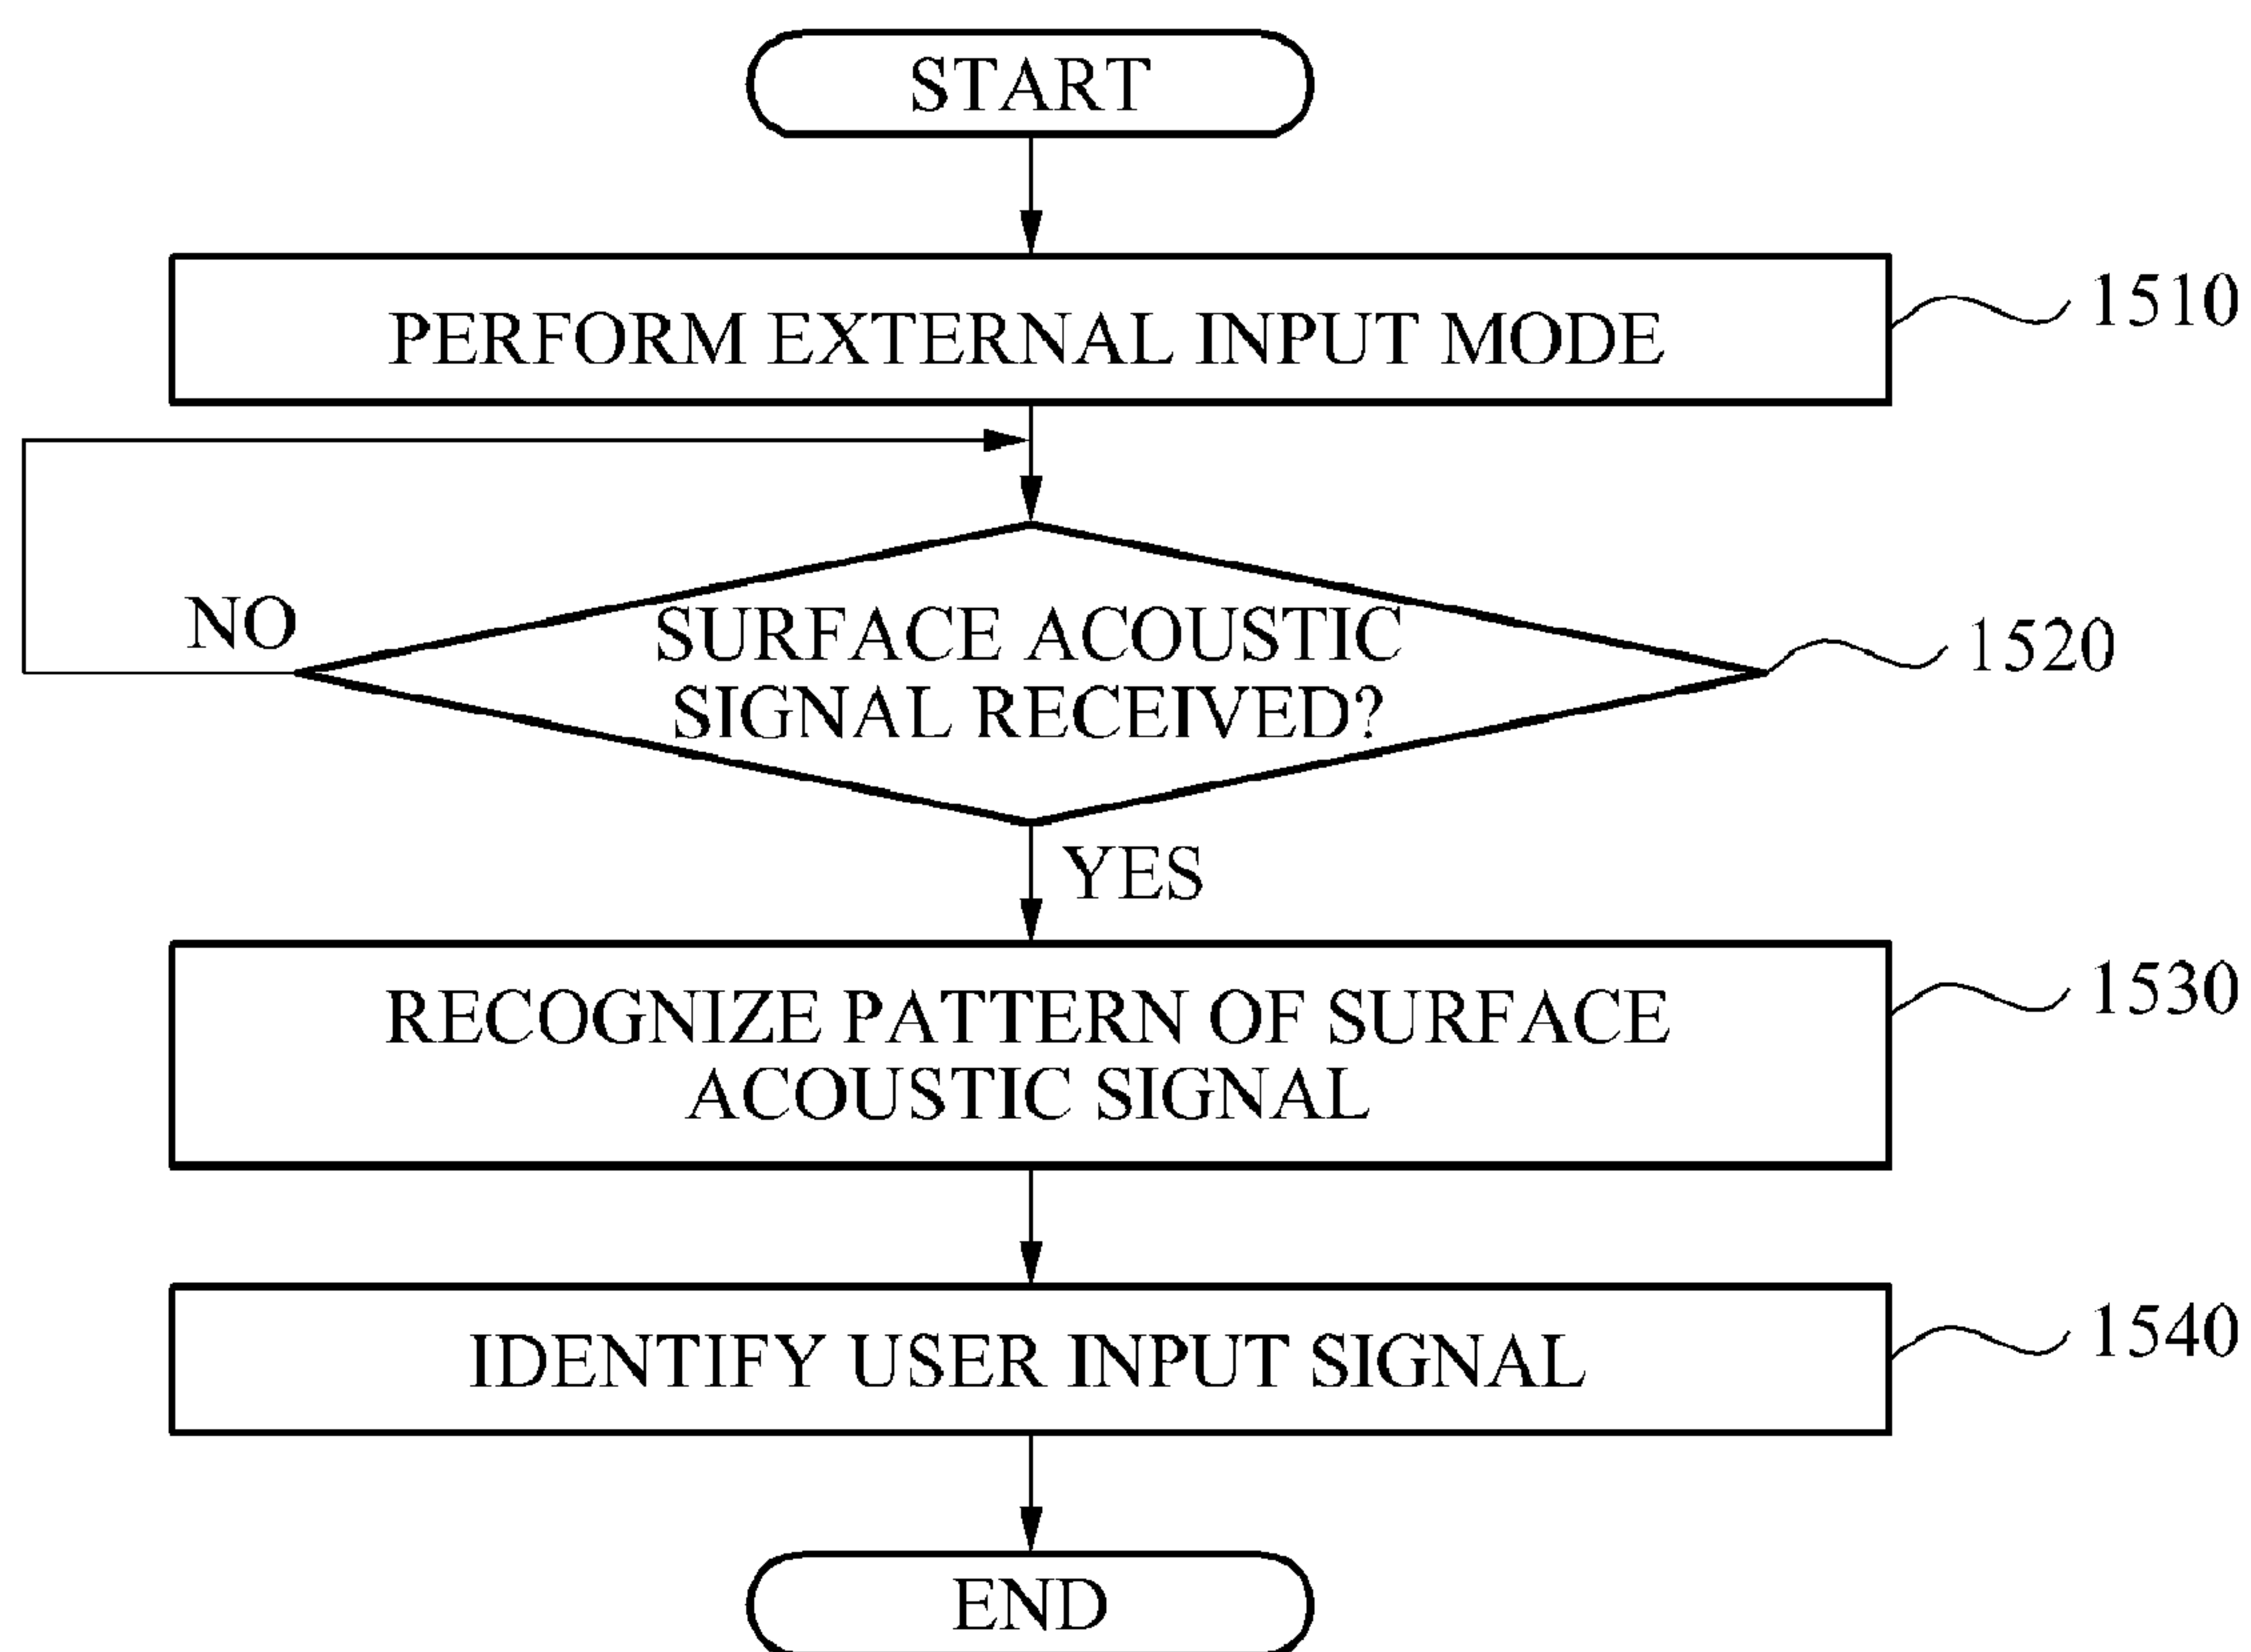 START
PERFORM EXTERNAL INPUT MODE
1510
NO
SURFACE ACOUSTIC
SIGNAL RECEIVED?
1520
YES
RECOGNIZE PATTERN OF SURFACE
ACOUSTIC SIGNAL
1530
IDENTIFY USER INPUT SIGNAL
1540
END